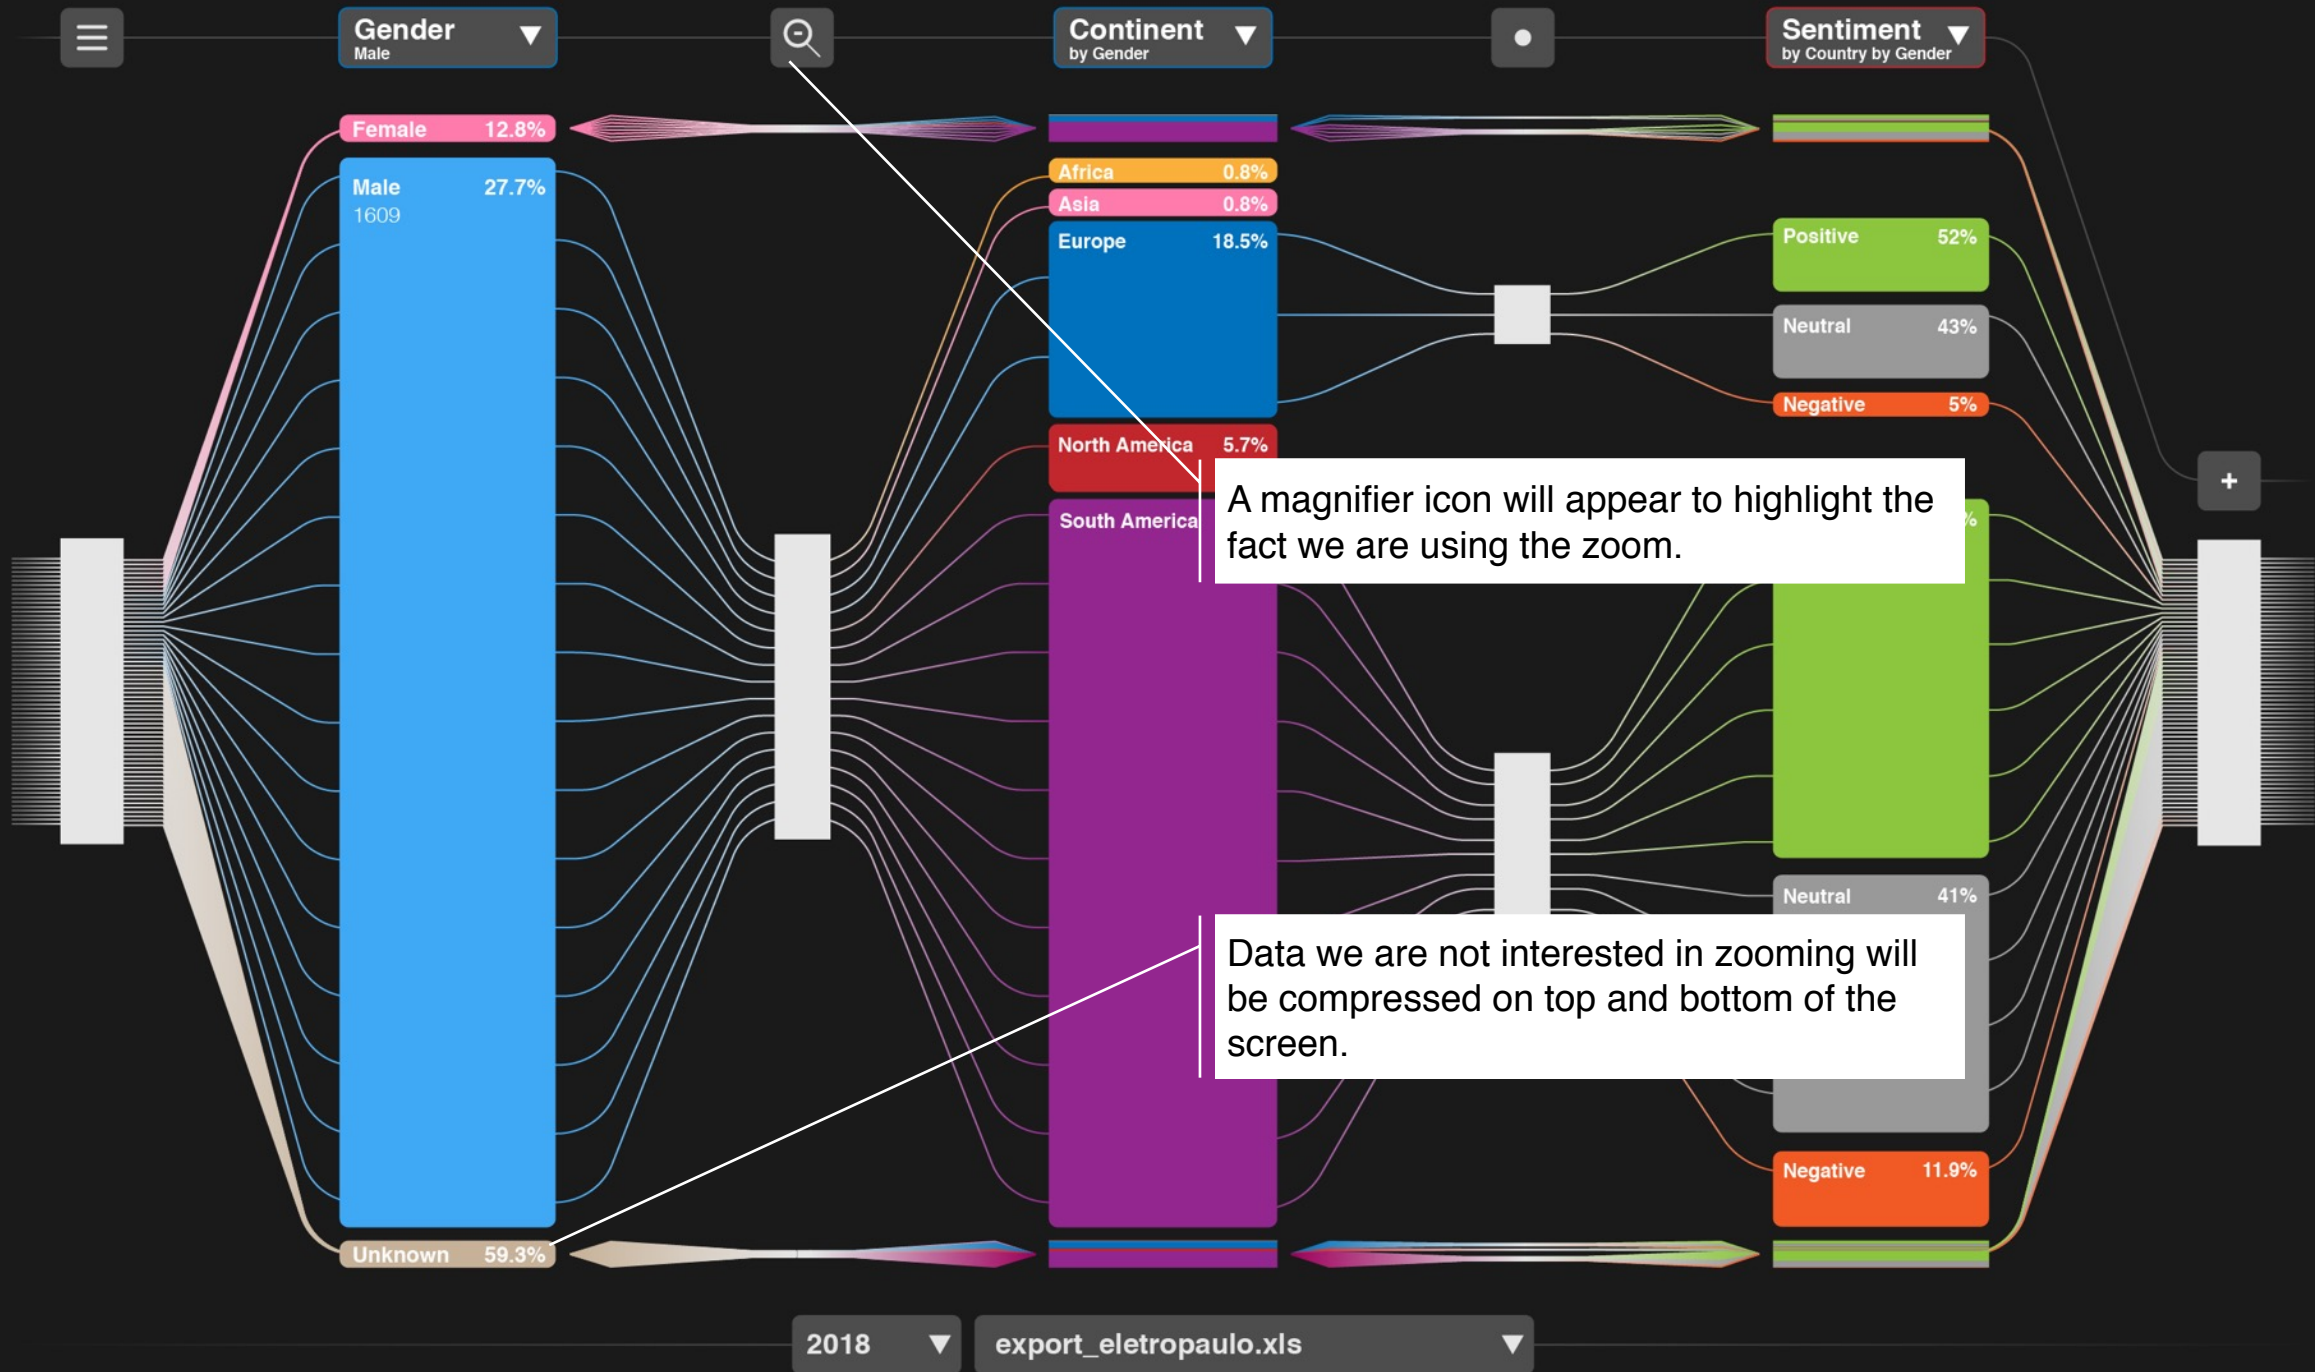 Gender
Male
Continent
by Gender
Sentiment
by Country by Gender
Female 12.8%
Male 27.7%
1609
Unknown 59.3%
Africa 0.8%
Asia 0.8%
Europe 18.5%
North America 5.7%
South America
Positive 52%
Neutral 43%
Negative 5%
%
+
A magnifier icon will appear to highlight the
fact we are using the zoom.
Neutral 41%
Data we are not interested in zooming will
be compressed on top and bottom of the
screen.
Negative 11.9%
2018
export_eletropaulo.xls